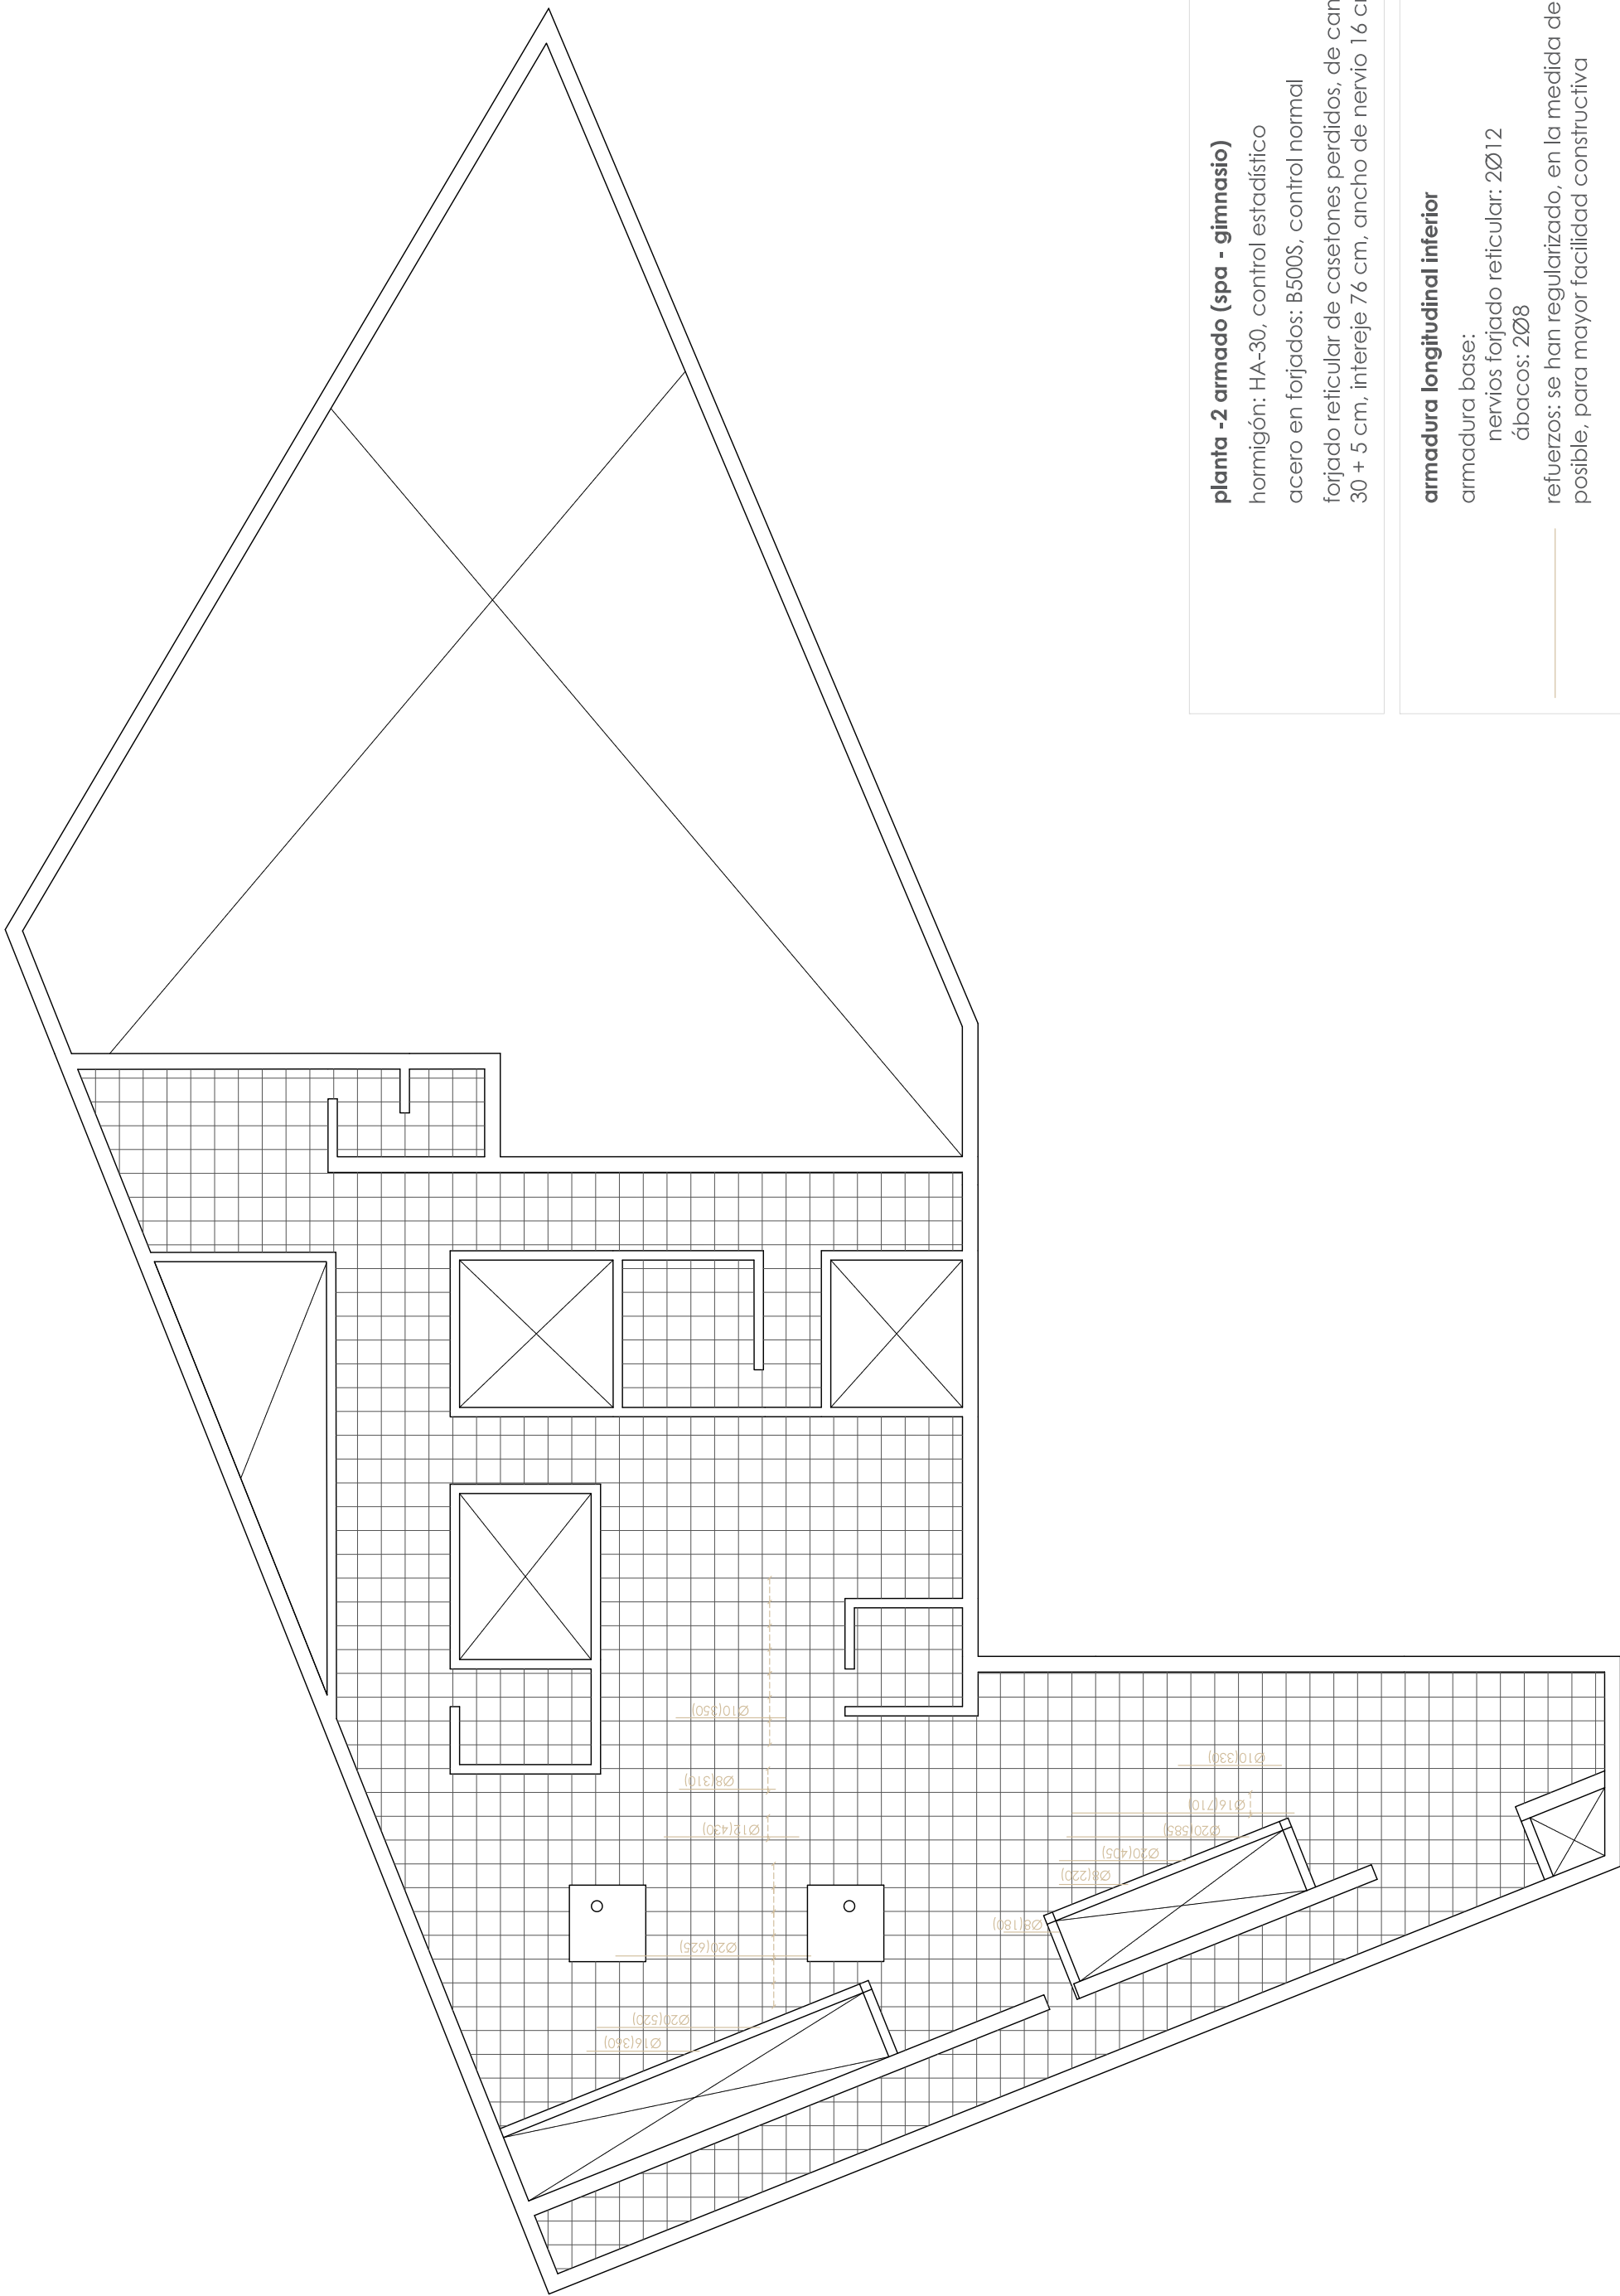 planta -2 armado (spa - gimnasio)
hormigón: HA-30, control estadístico
acero en forjados: B500S, control normal
forjado reticular de casetones perdidos, de
30 + 5 cm, intereje 76 cm, ancho de nervio 16
armadura longitudinal inferior
armadura base:
nervios forjado reticular: 2Ø12
ábacos: 2Ø8
refuerzos: se han regularizado, en la medida de
posible, para mayor facilidad constructiva
Ø10(350)
Ø8(310)
Ø12(430)
Ø20(625)
Ø20(520)
Ø16(360)
Ø10(330)
Ø16(710)
Ø20(585)
Ø20(405)
Ø8(220)
Ø8(180)